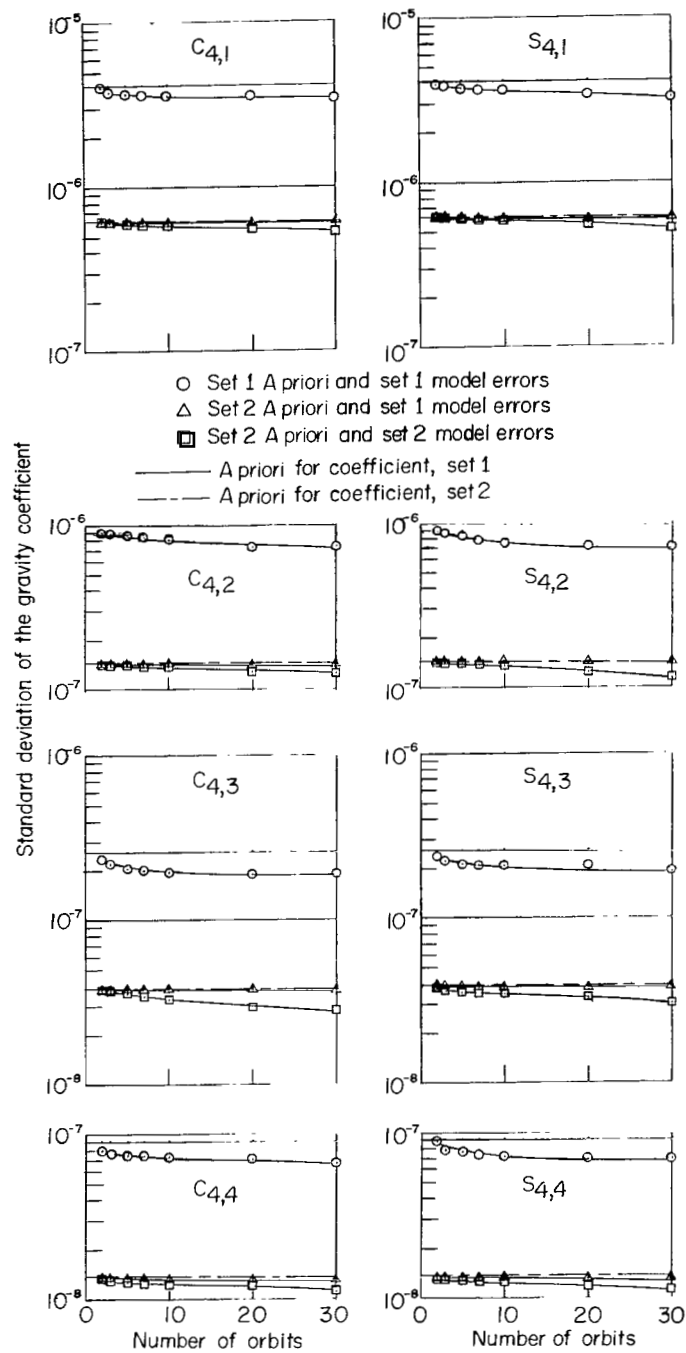 10-5
C4,1
10-6
10-7
10-5
S4,1
10-6
10-7
Set 1 A priori and set 1 model errors
Set 2 A priori and set 1 model errors
Set 2 A priori and set 2 model errors
A priori for coefficient, set 1
A priori for coefficient, set 2
Standard deviation of the gravity coefficient
10-6
C4,2
10-7
10-6
S4,2
10-7
10-6
C4,3
10-7
10-8
10-6
S4,3
10-7
10-8
10-7
C4,4
10-8
0 10 20 30
Number of orbits
10-7
S4,4
10-8
0 10 20 30
Number of orbits